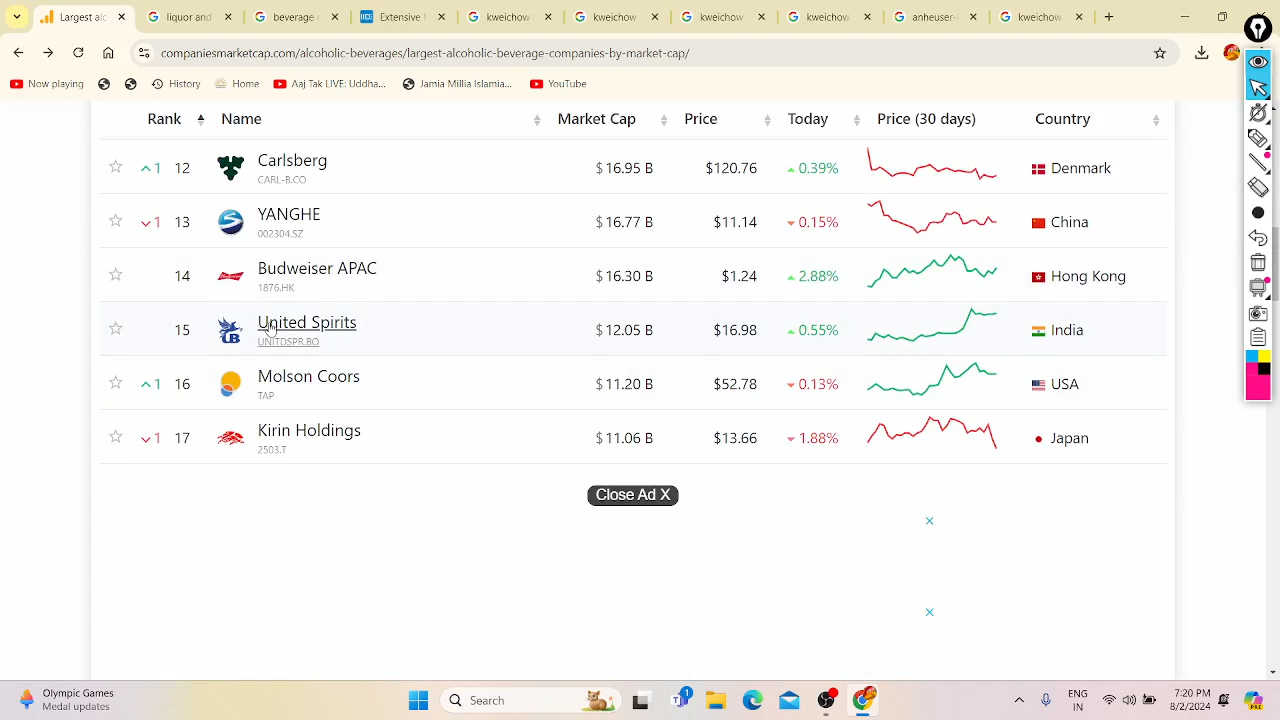 Largest alc
liquor and
beverage
Extensive
kweichow
kweichow
kweichow
kweichow
anheuser-
kweichow
companiesmarketcap.com/alcoholic-beverages/largest-alcoholic-beverage-companies-by-market-cap/
Now playing
History
Home
Aaj Tak LIVE: Uddha...
Jamia Millia Islamia...
YouTube
Rank Name Market Cap Price Today Price (30 days) Country
1 12 Carlsberg $16.95 B $120.76 0.39% Denmark
CARL-B.CO
1 13 YANGHE $16.77 B $11.14 0.15% China
002304.SZ
14 Budweiser APAC $16.30 B $1.24 2.88% Hong Kong
1876.HK
15 United Spirits $12.05 B $16.98 0.55% India
UNITDSPR.BO
UB
1 16 Molson Coors $11.20 B $52.78 0.13% USA
TAP
1 17 Kirin Holdings $11.06 B $13.66 1.88% Japan
2503.T
Close Ad X
Olympic Games
Medal updates
Search
1
ENG
IN
7:20 PM
8/2/2024